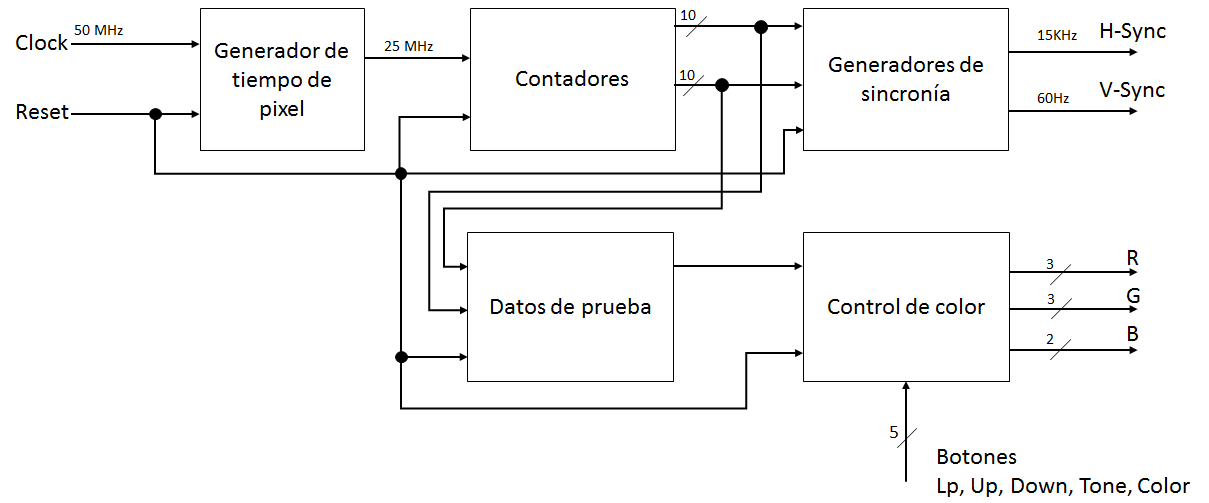 Clock
50 MHz
Reset
Generador de
tiempo de
pixel
25 MHz
Contadores
10
10
Generadores de
sincronía
15KHz
H-Sync
60Hz
V-Sync
Datos de prueba
Control de color
3
R
3
G
2
B
5
Botones
Lp, Up, Down, Tone, Color